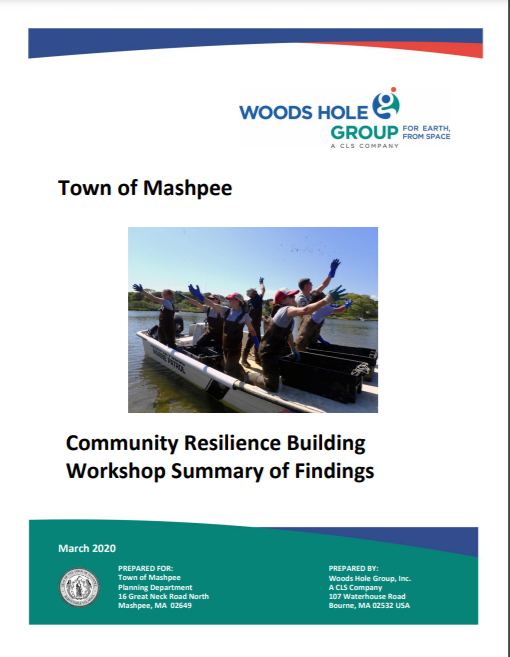 WOODS HOLE
GROUP
FOR EARTH,
FROM SPACE
A CLS COMPANY
Town of Mashpee
PATROL
Community Resilience Building
Workshop Summary of Findings
March 2020
PREPARED FOR:
Town of Mashpee
Planning Department
16 Great Neck Road North
Mashpee, MA 02649
PREPARED BY:
Woods Hole Group, Inc.
A CLS Company
107 Waterhouse Road
Bourne, MA 02532 USA